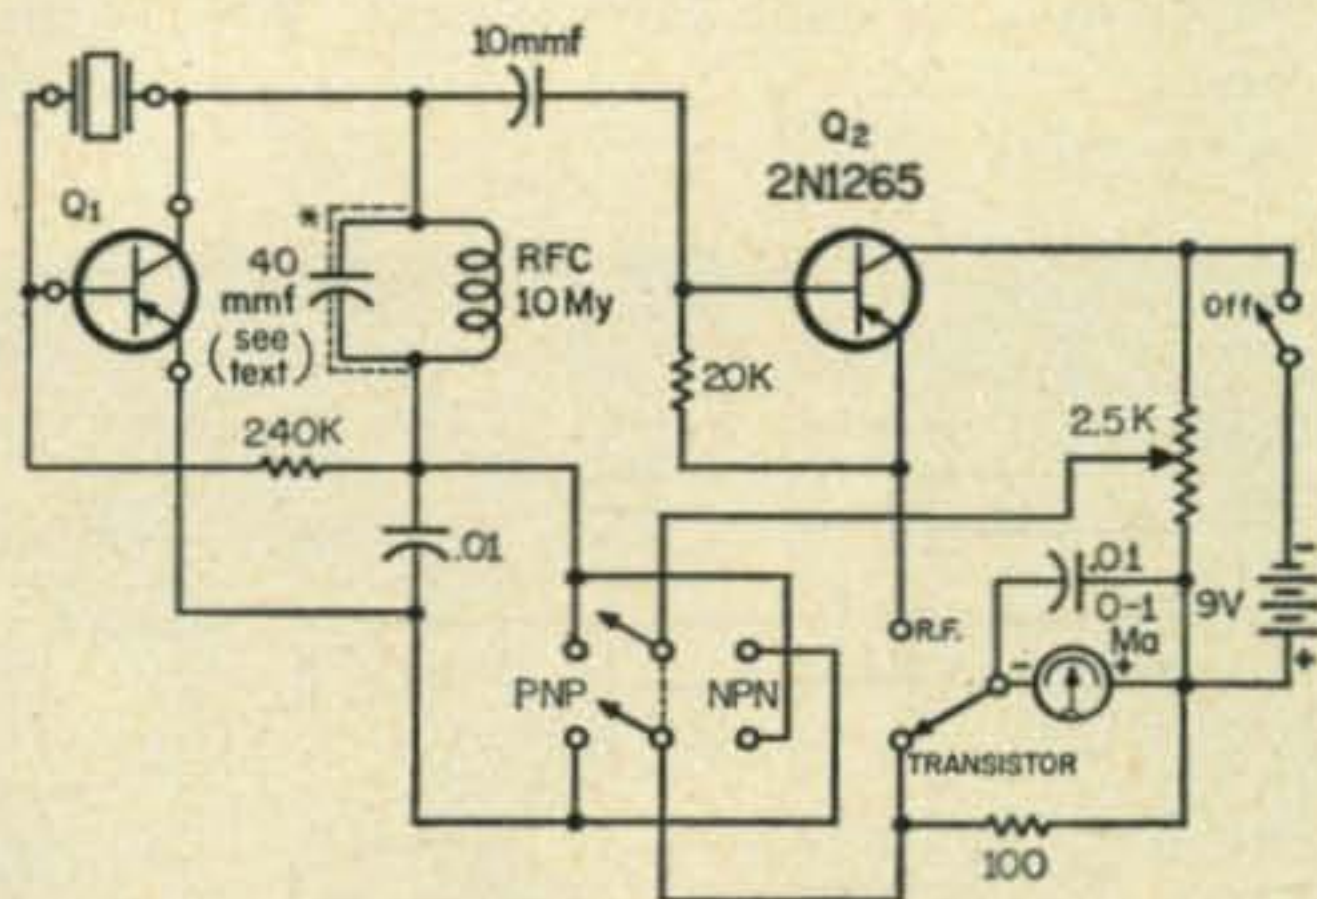 10mmf
Q₁
Q₂
2N1265
*
40
mmf
(see
text)
RFC
10My
20K
off
2.5K
240K
.01
.01
0-1
Ma
9V
-
+
R.F.
-
+
PNP
NPN
TRANSISTOR
100